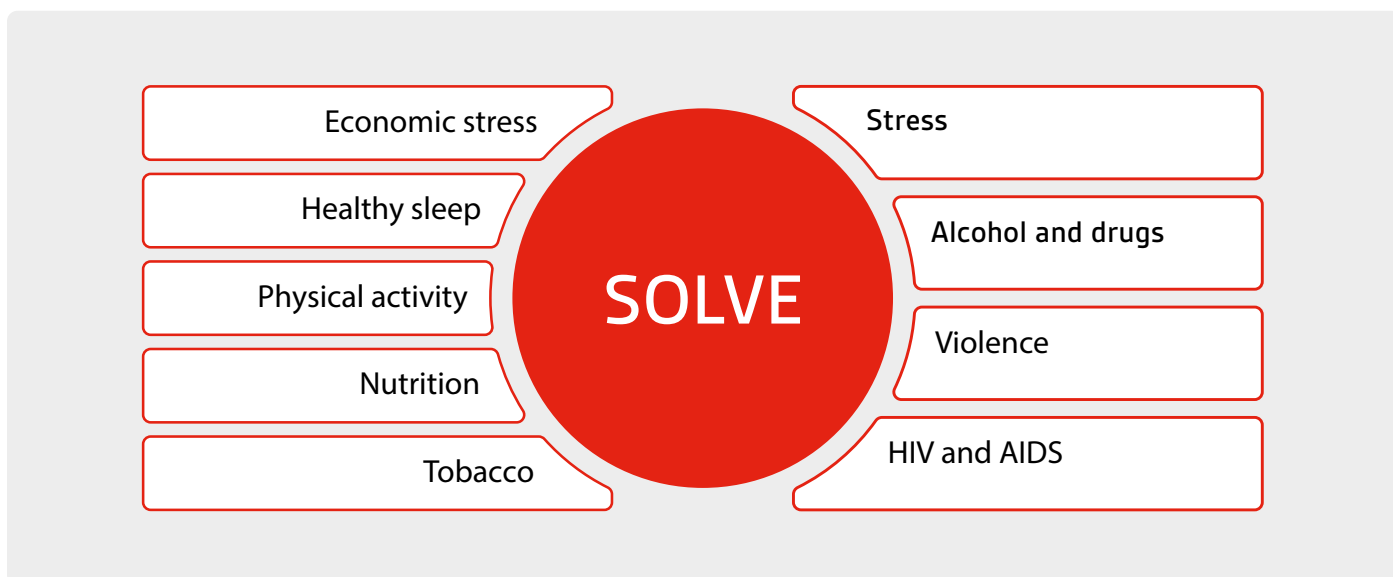 Economic stress
Healthy sleep
Physical activity
Nutrition
Tobacco
SOLVE
Stress
Alcohol and drugs
Violence
HIV and AIDS